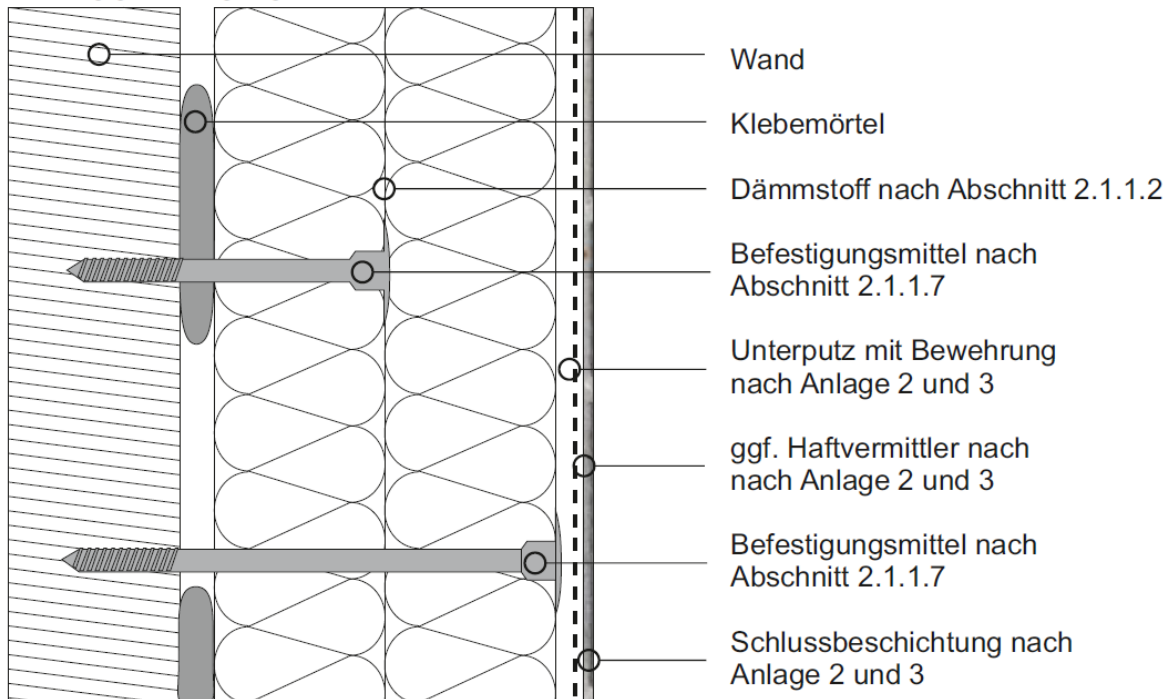 Wand
Klebemörtel
Dämmstoff nach Abschnitt 2.1.1.2
Befestigungsmittel nach
Abschnitt 2.1.1.7
Unterputz mit Bewehrung
nach Anlage 2 und 3
ggf. Haftvermittler nach
nach Anlage 2 und 3
Befestigungsmittel nach
Abschnitt 2.1.1.7
Schlussbeschichtung nach
Anlage 2 und 3